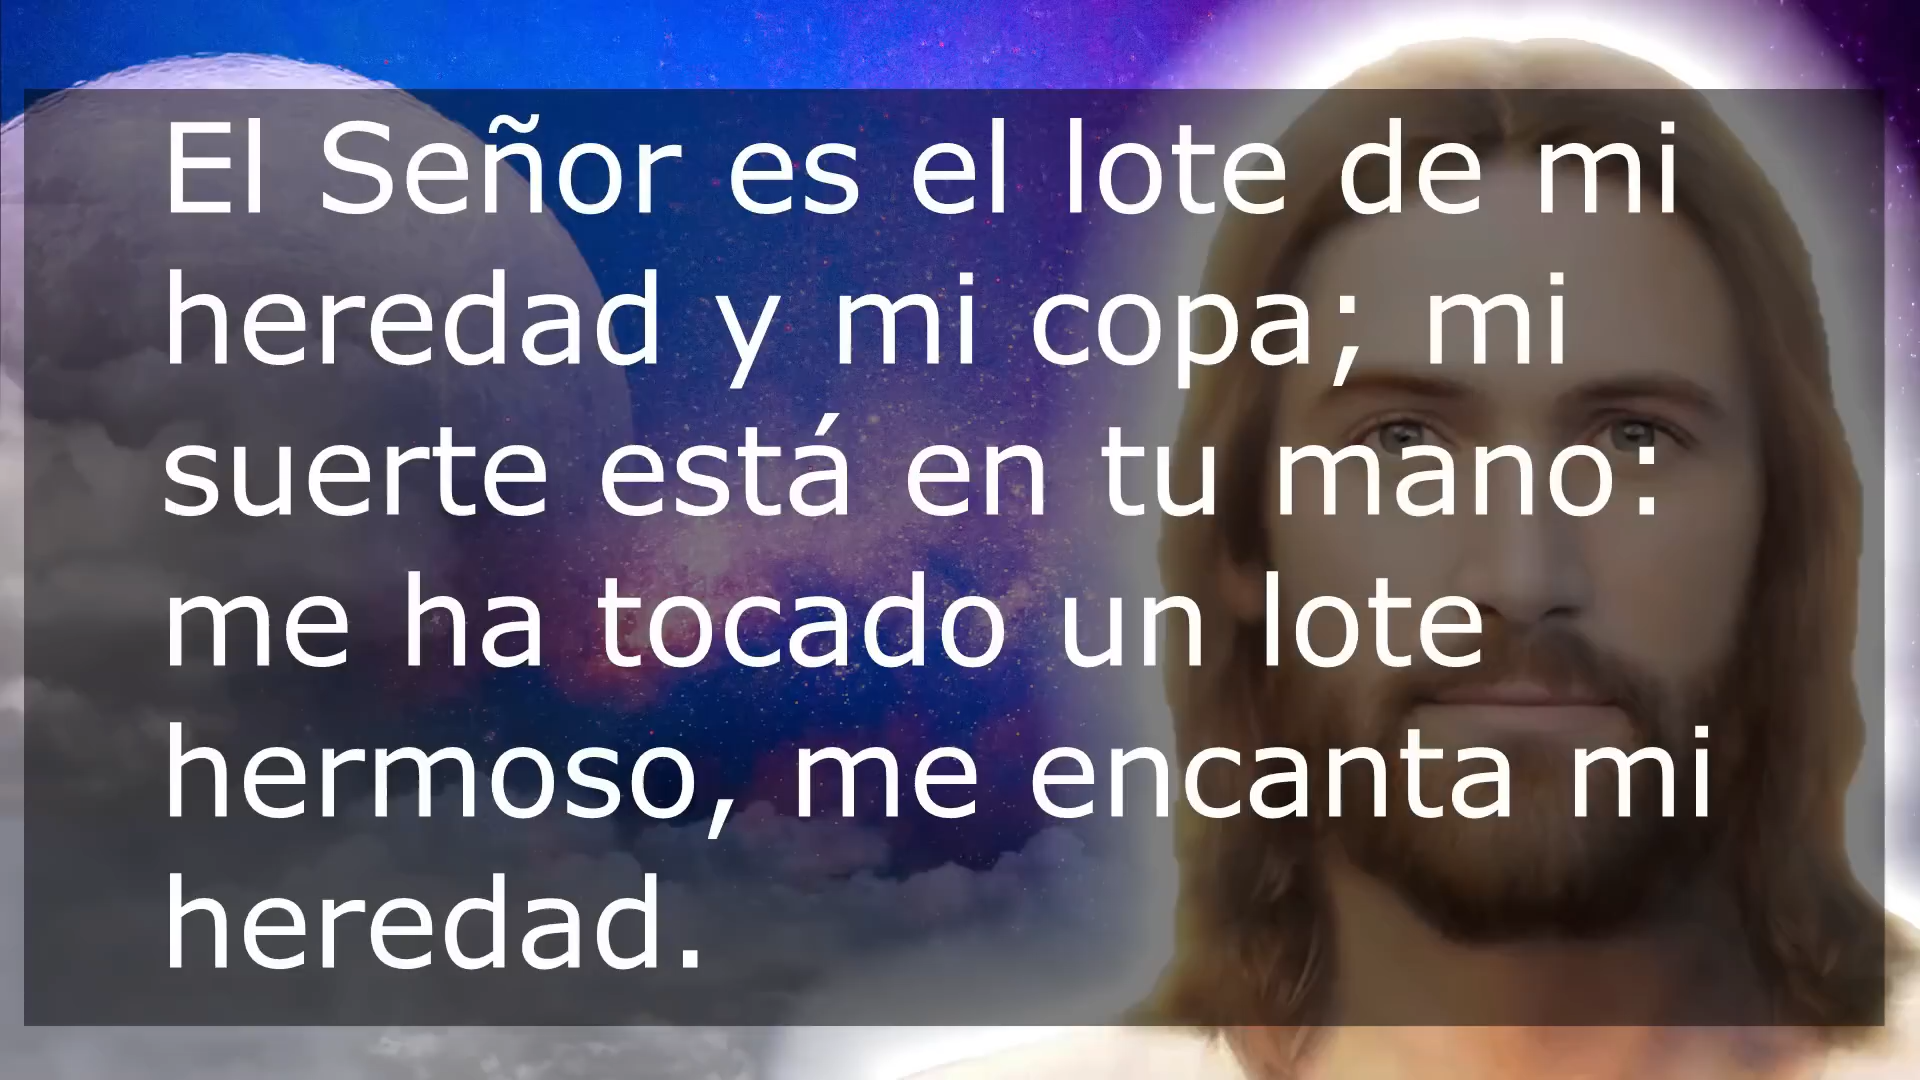 El Señor es el lote de mi
heredad y mi copa; mi
suerte está en tu mano:
me ha tocado un lote
hermoso, me encanta mi
heredad.